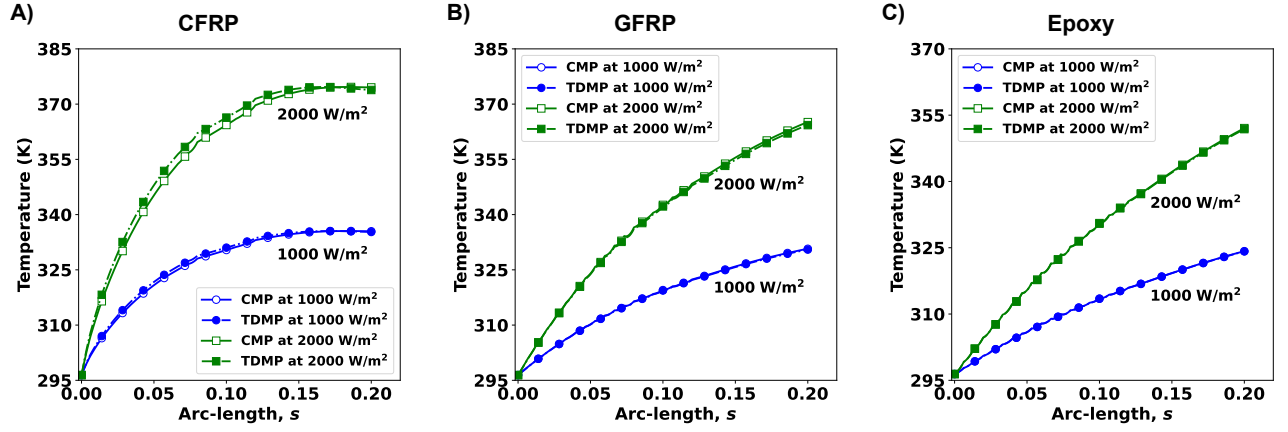 A)
CFRP
385
370
355
340
325
310
295
Temperature (K)
2000 W/m²
1000 W/m²
CMP at 1000 W/m²
TDMP at 1000 W/m²
CMP at 2000 W/m²
TDMP at 2000 W/m²
0.00
0.05
0.10
0.15
0.20
Arc-length, s
B)
GFRP
385
370
355
340
325
310
295
Temperature (K)
CMP at 1000 W/m²
TDMP at 1000 W/m²
CMP at 2000 W/m²
TDMP at 2000 W/m²
2000 W/m²
1000 W/m²
0.00
0.05
0.10
0.15
0.20
Arc-length, s
C)
Epoxy
370
355
340
325
310
295
Temperature (K)
CMP at 1000 W/m²
TDMP at 1000 W/m²
CMP at 2000 W/m²
TDMP at 2000 W/m²
2000 W/m²
1000 W/m²
0.00
0.05
0.10
0.15
0.20
Arc-length, s